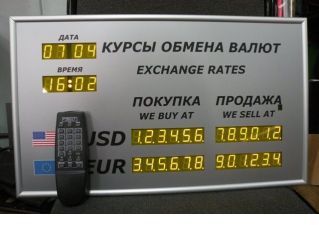 ДАТА
07 04
КУРСЫ ОБМЕНА ВАЛЮТ
ВРЕМЯ
16:02
EXCHANGE RATES
ПОКУПКА ПРОДАЖА
WE BUY AT WE SELL AT
USD 1.2.3.4.5.6 7.8.9.0.1.2.
EUR 3.4.5.6.7.8 9.0.1.2.3.4